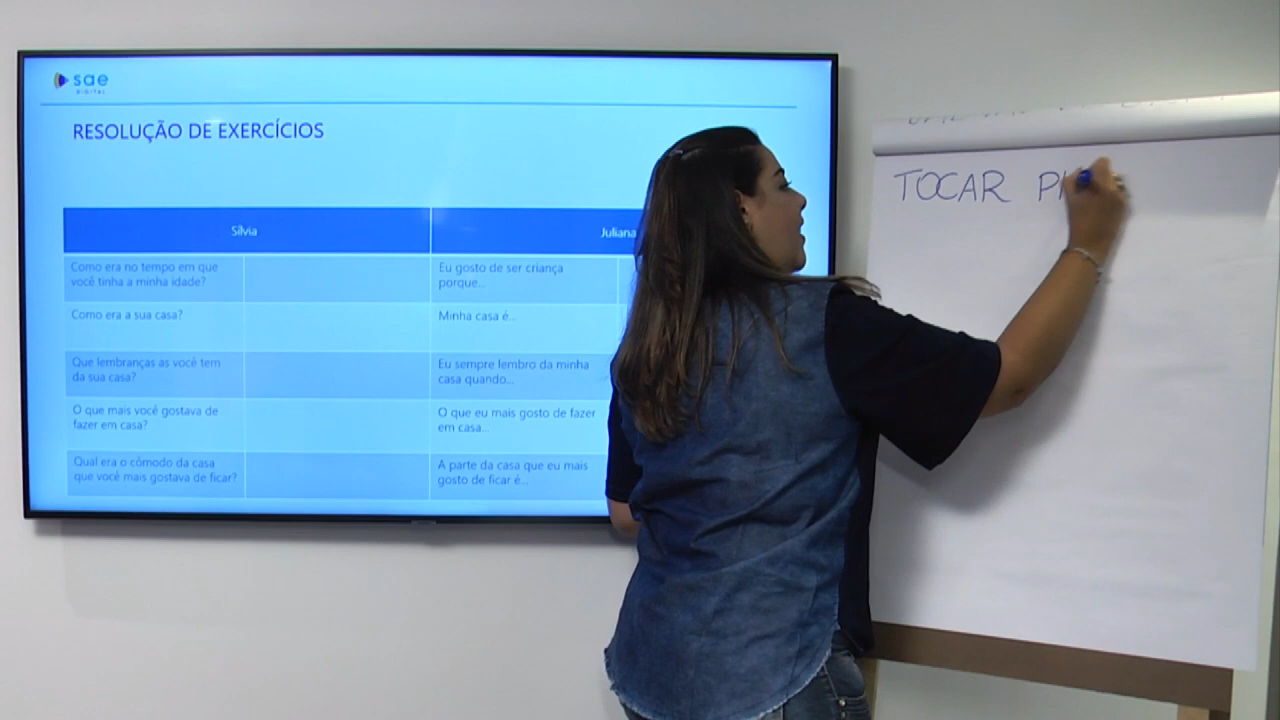 sae
DIGITAL
RESOLUÇÃO DE EXERCÍCIOS
Sílvia
Juliana
Como era no tempo em que
você tinha a minha idade?
Eu gosto de ser criança
porque...
Como era a sua casa?
Minha casa é...
Que lembranças as você tem
da sua casa?
Eu sempre lembro da minha
casa quando...
O que mais você gostava de
fazer em casa?
O que eu mais gosto de fazer
em casa...
Qual era o cômodo da casa
que você mais gostava de ficar?
A parte da casa que eu mais
gosto de ficar é...
TOCAR